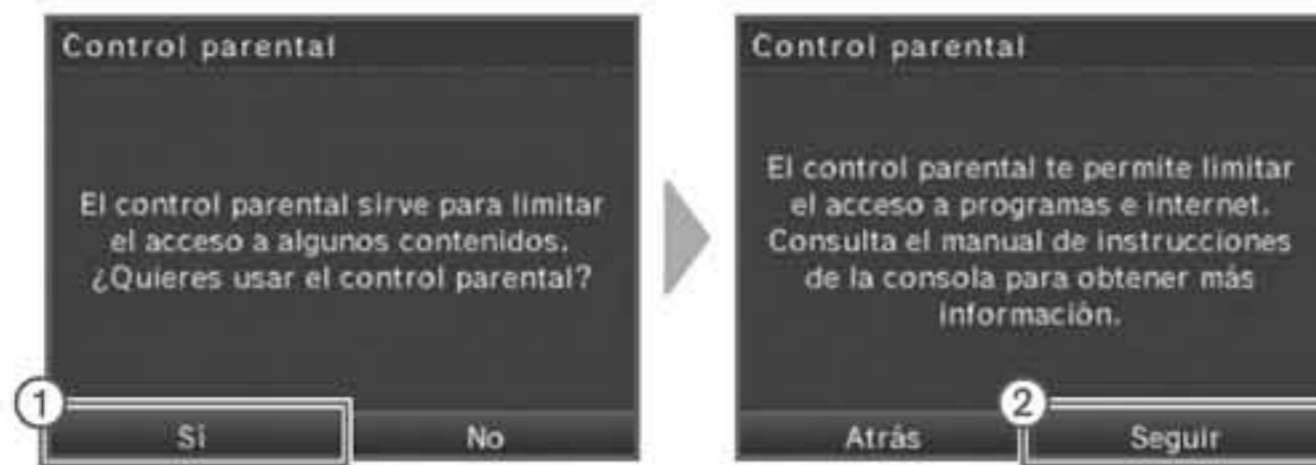 Control parental
El control parental sirve para limitar
el acceso a algunos contenidos.
¿Quieres usar el control parental?
1
Sí
No
Control parental
El control parental te permite limitar
el acceso a programas e internet.
Consulta el manual de instrucciones
de la consola para obtener más
información.
2
Atrás
Seguir